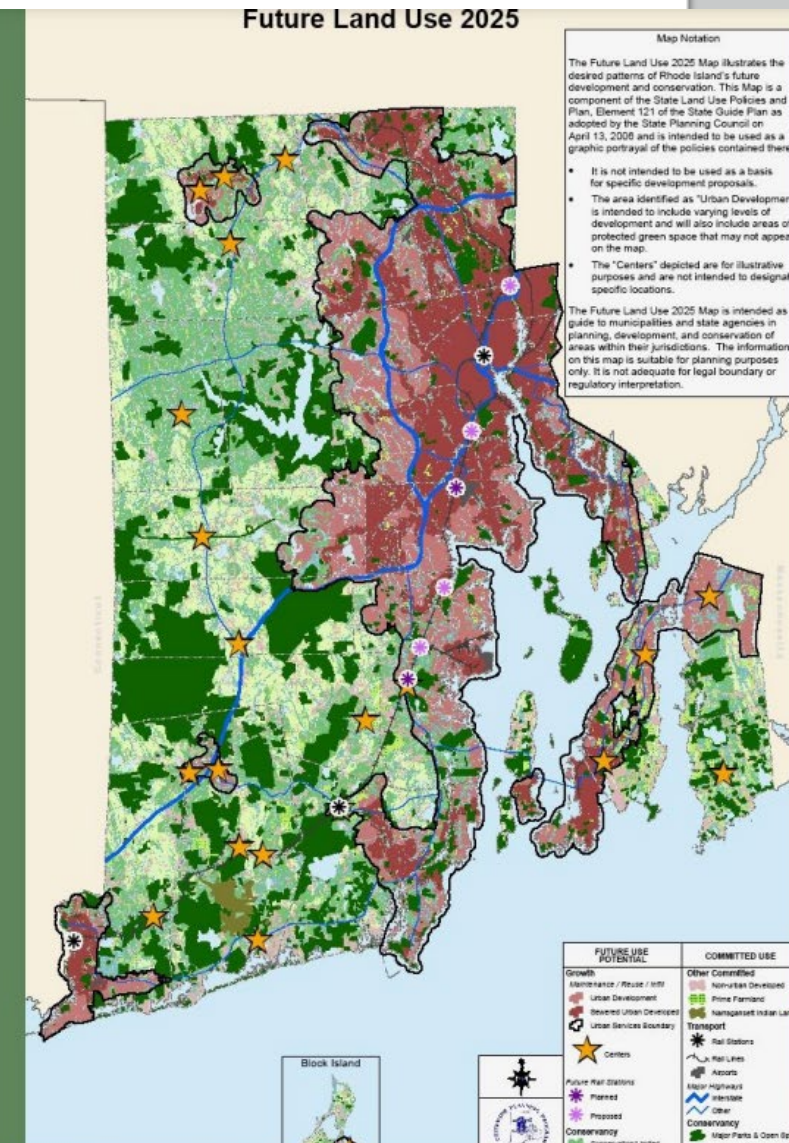 Future Land Use 2025
Map Notation
The Future Land Use 2025 Map illustrates the
desired patterns of Rhode Island's future
development and conservation. This Map is a
component of the State Land Use Policies and
Plan, Element 121 of the State Guide Plan as
adopted by the State Planning Council on
April 13, 2006 and is intended to be used as a
graphic portrayal of the policies contained there
• It is not intended to be used as a basis
for specific development proposals.
• The area identified as "Urban Developmen
is intended to include varying levels of
development and will also include areas of
protected green space that may not appea
on the map.
• The "Centers" depicted are for illustrative
purposes and are not intended to designat
specific locations.
The Future Land Use 2025 Map is intended as
guide to municipalities and state agencies in
planning, development, and conservation of
areas within their jurisdictions. The information
on this map is suitable for planning purposes
only. It is not adequate for legal boundary or
regulatory interpretation.
Connecticut
Massachusetts
Block Island
FUTURE USE
POTENTIAL
Growth
Maintenance / Reuse / Infill
Urban Development
Sewered Urban Developed
Urban Services Boundary
Centers
Future Rail Stations
Planned
Proposed
Conservancy
COMMITTED USE
Other Committed
Non-urban Developed
Prime Farmland
Narragansett Indian Lan
Transport
Rail Stations
Rail Lines
Airports
Major Highways
Interstate
Other
Conservancy
Major Parks & Open Sp